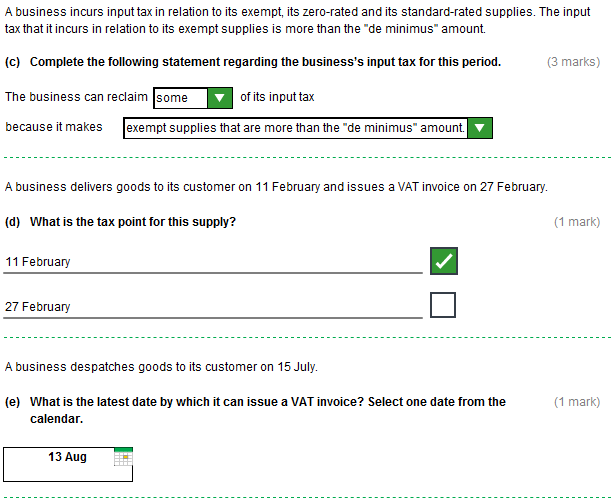 A business incurs input tax in relation to its exempt, its zero-rated and its standard-rated supplies. The input
tax that it incurs in relation to its exempt supplies is more than the "de minimus" amount.
(c) Complete the following statement regarding the business's input tax for this period. (3 marks)
The business can reclaim some of its input tax
because it makes exempt supplies that are more than the "de minimus" amount.
A business delivers goods to its customer on 11 February and issues a VAT invoice on 27 February.
(d) What is the tax point for this supply? (1 mark)
11 February
27 February
A business despatches goods to its customer on 15 July.
(e) What is the latest date by which it can issue a VAT invoice? Select one date from the (1 mark)
calendar.
13 Aug